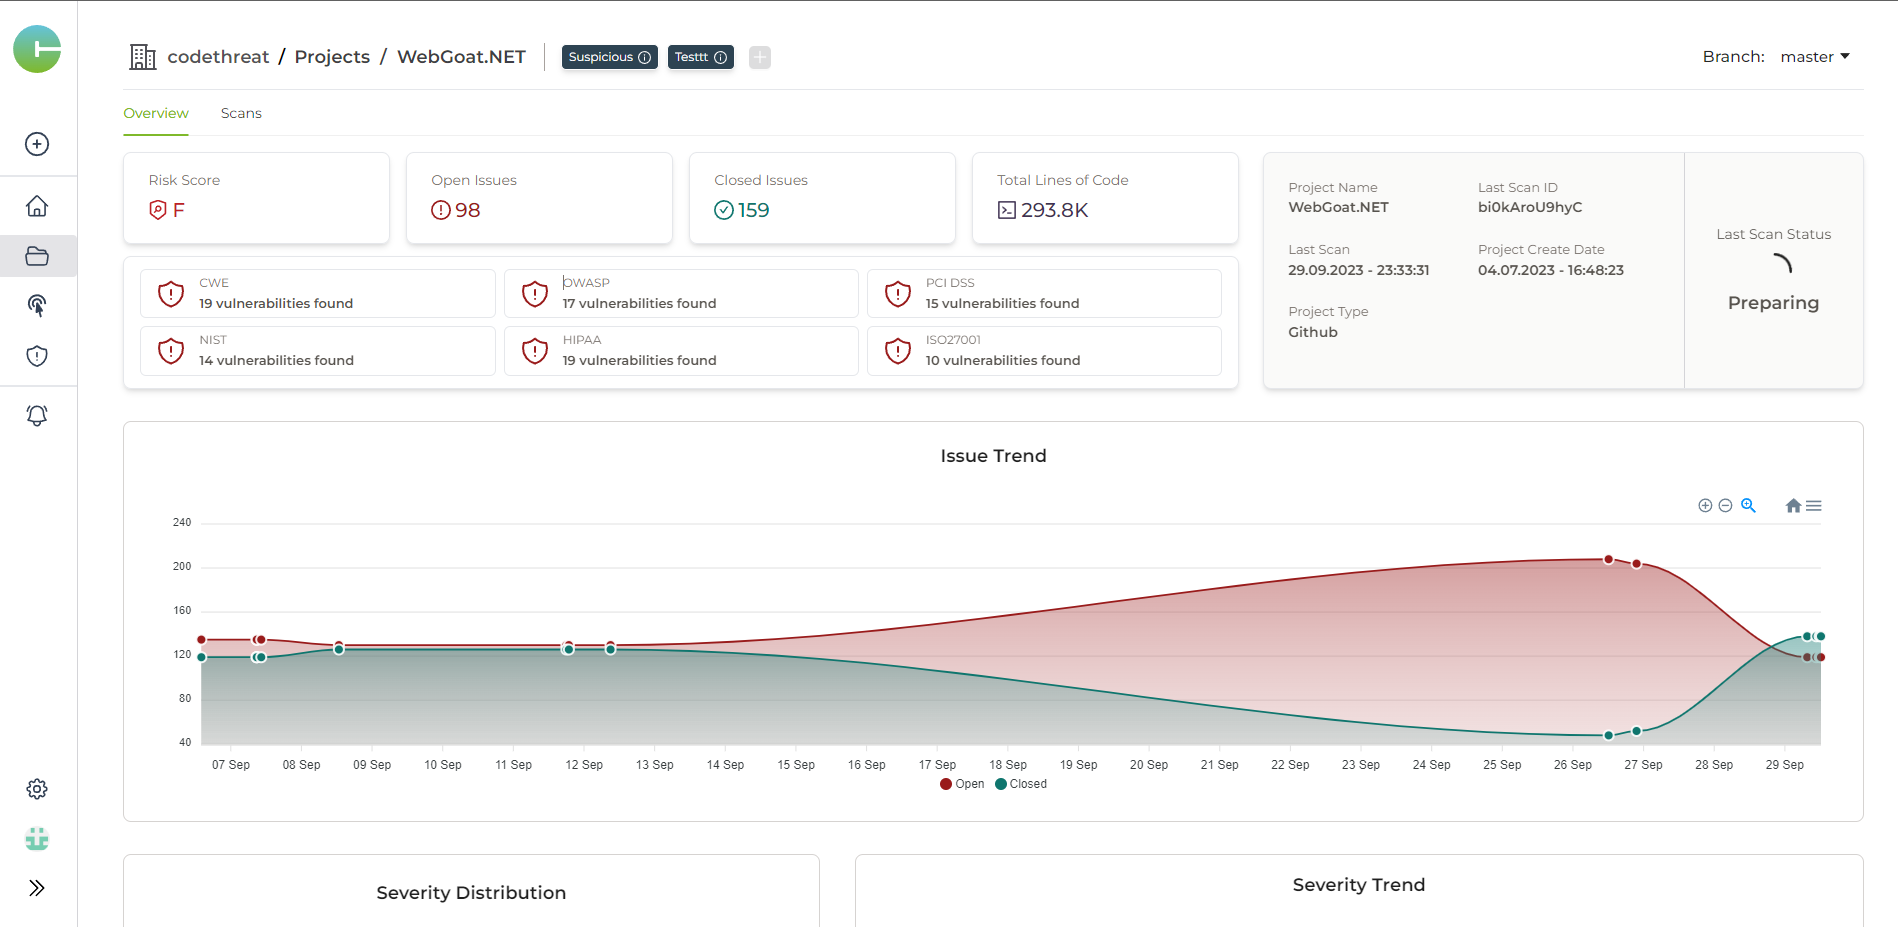 codethreat / Projects / WebGoat.NET
Suspicious
Testtt
Branch: master
Overview
Scans
Risk Score
F
Open Issues
98
Closed Issues
159
Total Lines of Code
293.8K
CWE
19 vulnerabilities found
OWASP
17 vulnerabilities found
PCI DSS
15 vulnerabilities found
NIST
14 vulnerabilities found
HIPAA
19 vulnerabilities found
ISO27001
10 vulnerabilities found
Project Name
WebGoat.NET
Last Scan ID
bi0kAroU9hyC
Last Scan
29.09.2023 - 23:33:31
Project Create Date
04.07.2023 - 16:48:23
Project Type
Github
Last Scan Status
Preparing
Issue Trend
240
200
160
120
80
40
07 Sep 08 Sep 09 Sep 10 Sep 11 Sep 12 Sep 13 Sep 14 Sep 15 Sep 16 Sep 17 Sep 18 Sep 19 Sep 20 Sep 21 Sep 22 Sep 23 Sep 24 Sep 25 Sep 26 Sep 27 Sep 28 Sep 29 Sep
Open Closed
Severity Distribution
Severity Trend